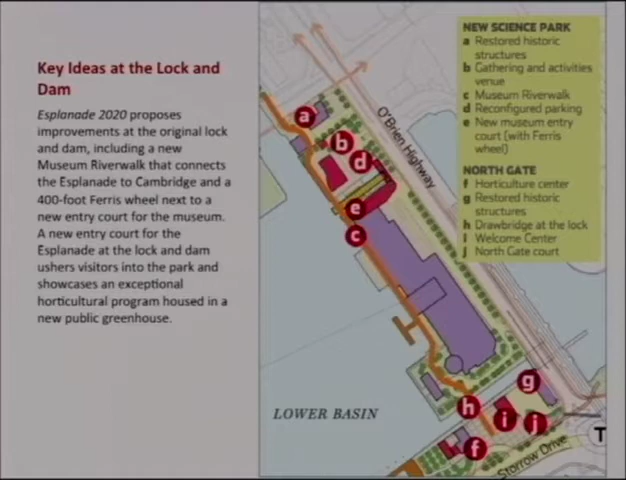 Key Ideas at the Lock and
Dam
Esplanade 2020 proposes
improvements at the original lock
and dam, including a new
Museum Riverwalk that connects
the Esplanade to Cambridge and a
400-foot Ferris wheel next to a
new entry court for the museum.
A new entry court for the
Esplanade at the lock and dam
ushers visitors into the park and
showcases an exceptional
horticultural program housed in a
new public greenhouse.
NEW SCIENCE PARK
a Restored historic
structures
b Gathering and activities
venue
c Museum Riverwalk
d Reconfigured parking
e New museum entry
court (with Ferris
wheel)
NORTH GATE
f Horticulture center
g Restored historic
structures
h Drawbridge at the lock
i Welcome Center
j North Gate court
a
b
d
O'Brien Highway
e
c
g
h
i
j
f
LOWER BASIN
Storrow Drive
T